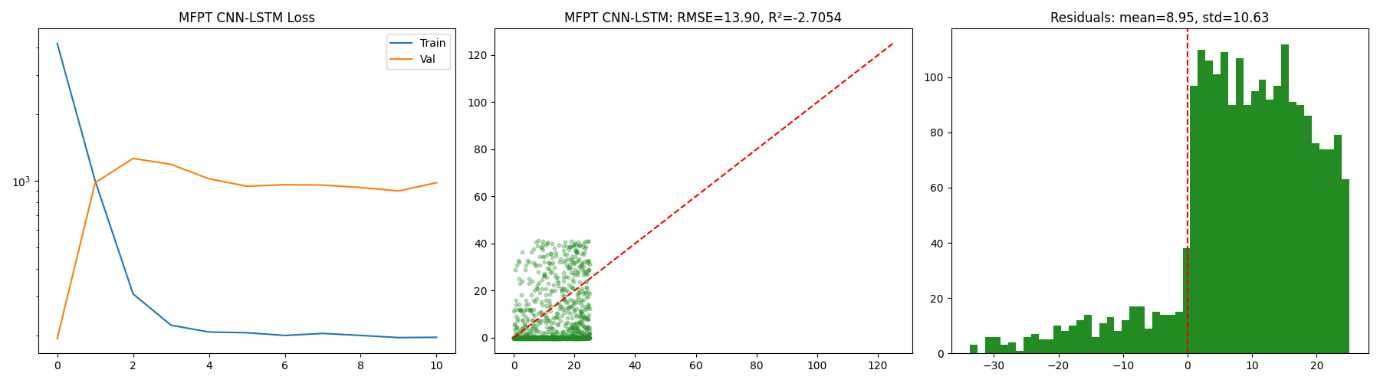 MFPT CNN-LSTM Loss
Train
Val
10³
0 2 4 6 8 10
MFPT CNN-LSTM: RMSE=13.90, R²=-2.7054
120
100
80
60
40
20
0
0 20 40 60 80 100 120
Residuals: mean=8.95, std=10.63
100
80
60
40
20
0
−30 −20 −10 0 10 20